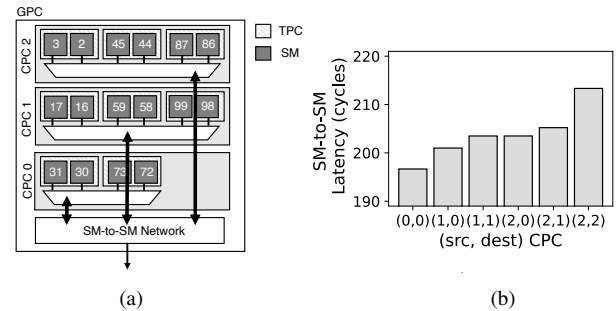 GPC
TPC
SM
CPC 2
3 2 45 44 87 86
CPC 1
17 16 59 58 99 98
CPC 0
31 30 73 72
SM-to-SM Network
(a)
SM-to-SM
Latency (cycles)
220
210
200
190
(0,0) (1,0) (1,1) (2,0) (2,1) (2,2)
(src, dest) CPC
(b)